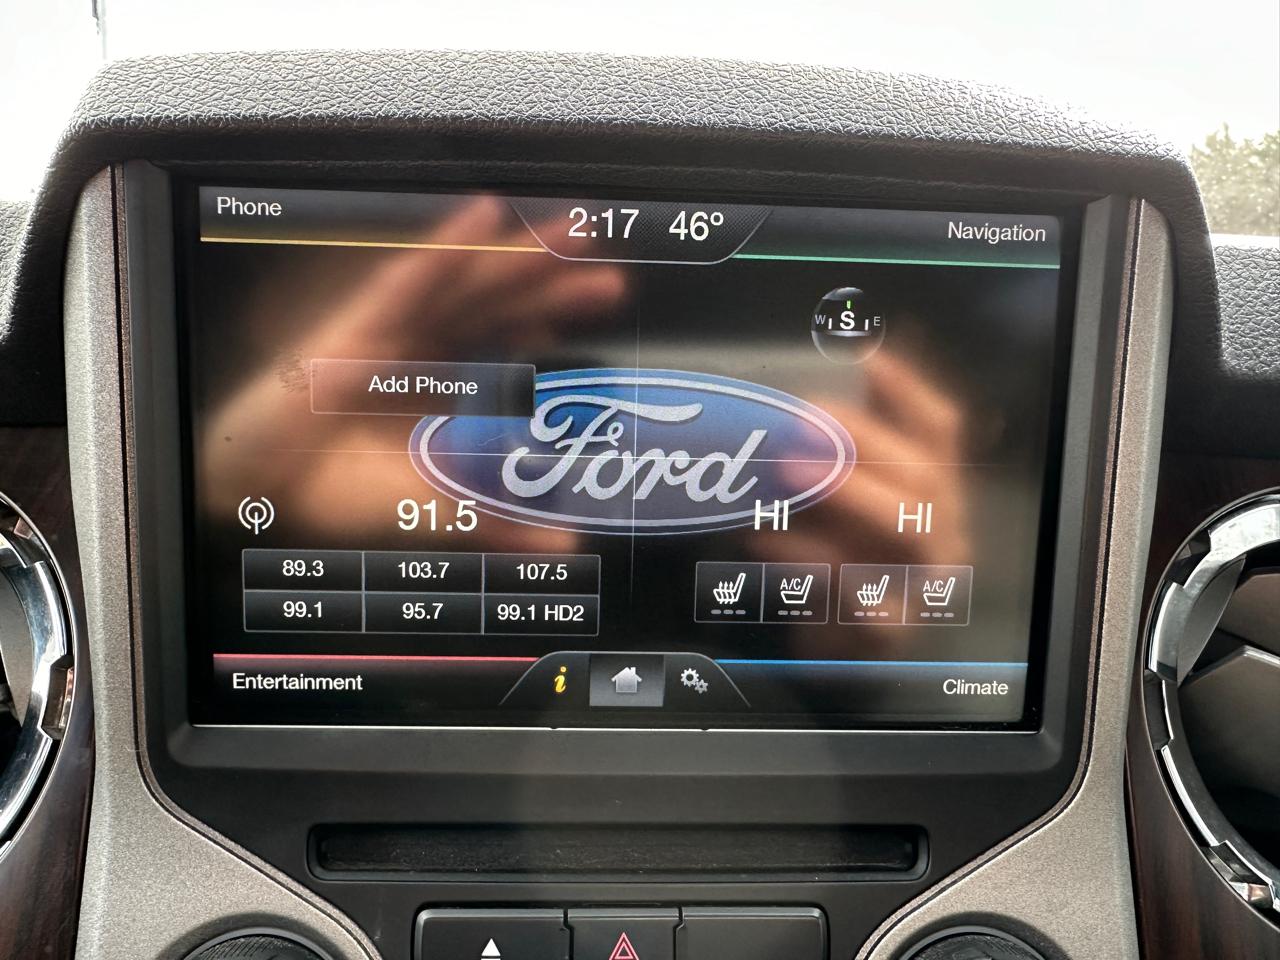 Phone
2:17 46°
Navigation
W S E
Add Phone
Ford
91.5
HI HI
89.3 103.7 107.5
99.1 95.7 99.1 HD2
A/C A/C
Entertainment
i
Climate